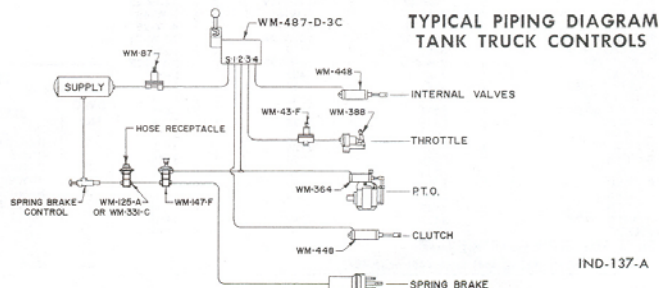 TYPICAL PIPING DIAGRAM
TANK TRUCK CONTROLS
WM-487-D-3C
WM-87
S 1 2 3 4
WM-448
SUPPLY
INTERNAL VALVES
WM-43-F
WM-388
HOSE RECEPTACLE
THROTTLE
WM-364
P.T.O.
SPRING BRAKE
CONTROL
WM-125-A
OR WM-331-C
WM-147-F
CLUTCH
WM-448
IND-137-A
SPRING BRAKE